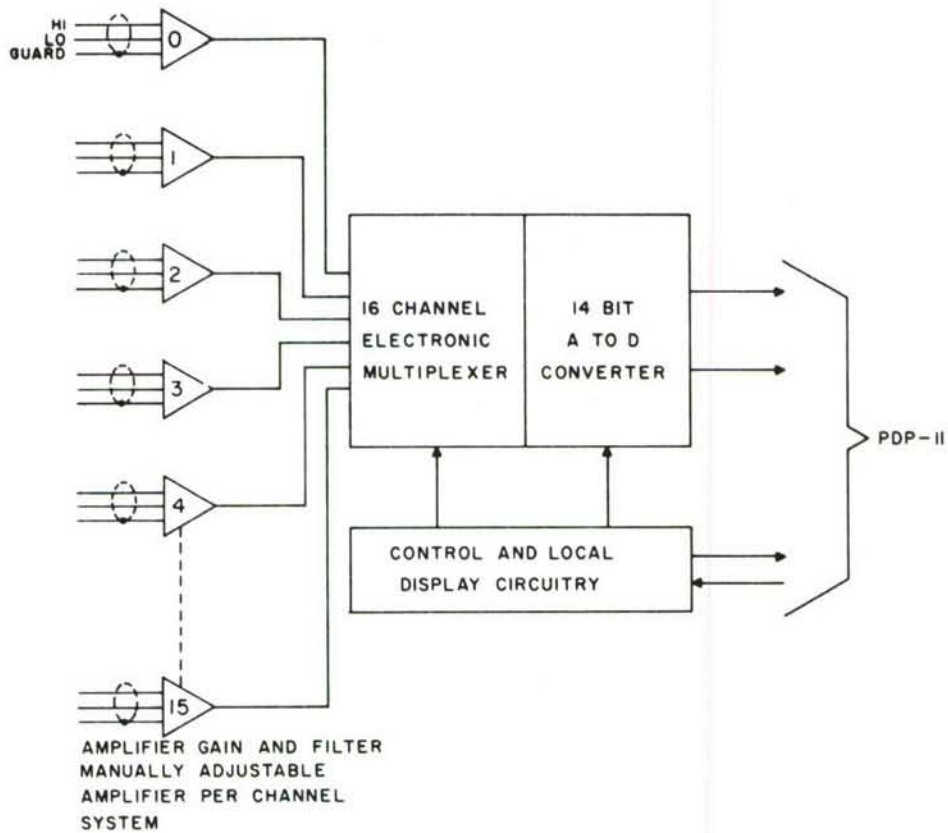 HI
LO
GUARD
0
1
2
3
4
15
16 CHANNEL
ELECTRONIC
MULTIPLEXER
14 BIT
A TO D
CONVERTER
CONTROL AND LOCAL
DISPLAY CIRCUITRY
PDP-11
AMPLIFIER GAIN AND FILTER
MANUALLY ADJUSTABLE
AMPLIFIER PER CHANNEL
SYSTEM